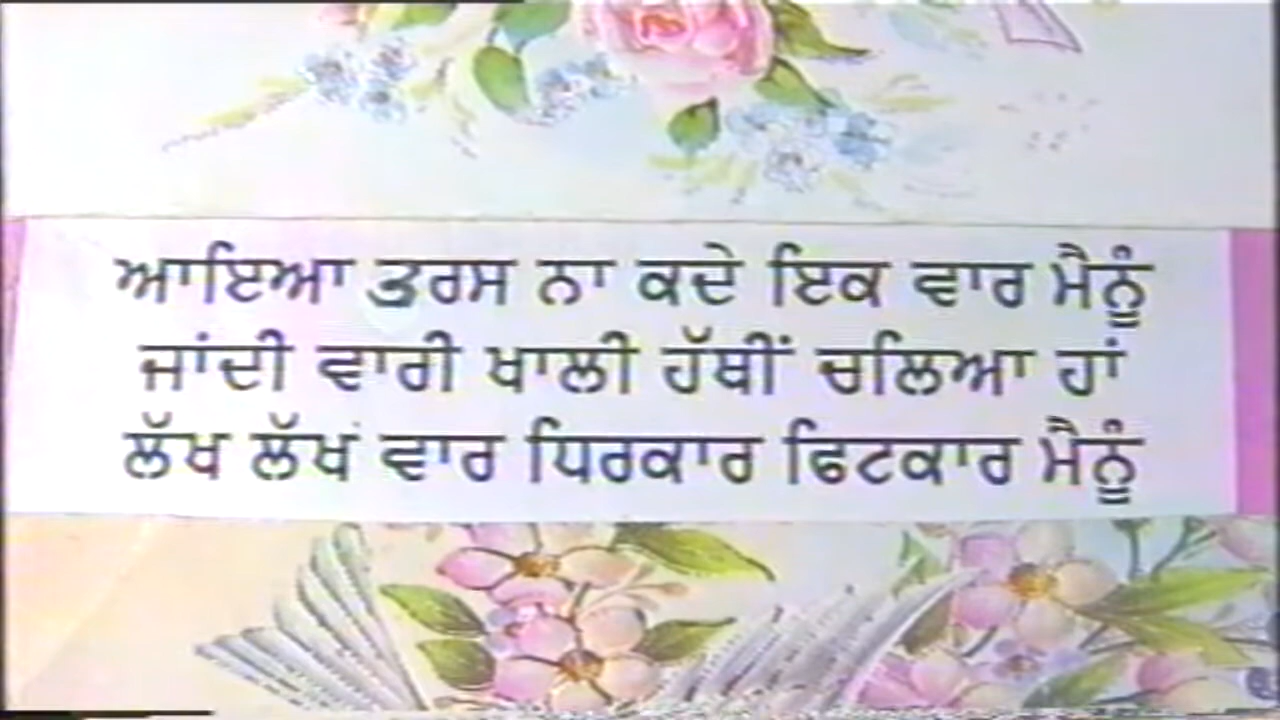 ਆਇਆ ਤਰਸ ਨਾ ਕਦੇ ਇਕ ਵਾਰ ਮੈਨੂੰ
ਜਾਂਦੀ ਵਾਰੀ ਖਾਲੀ ਹੱਥੀਂ ਚਲਿਆ ਹਾਂ
ਲੱਖ ਲੱਖ ਵਾਰ ਧਿਰਕਾਰ ਫਿਟਕਾਰ ਮੈਨੂੰ